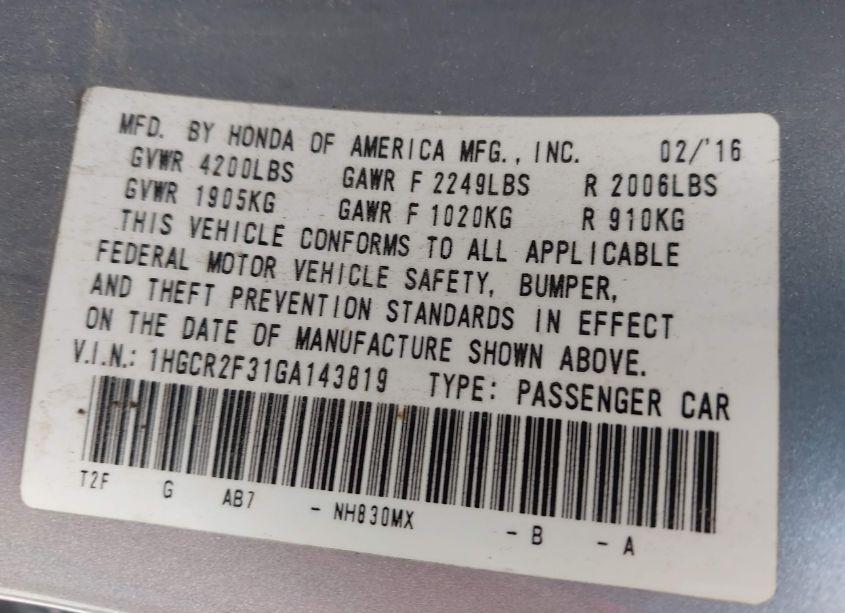 MFD. BY HONDA OF AMERICA MFG., INC. 02/'16
GVWR 4200LBS GAWR F 2249LBS R 2006LBS
GVWR 1905KG GAWR F 1020KG R 910KG
THIS VEHICLE CONFORMS TO ALL APPLICABLE
FEDERAL MOTOR VEHICLE SAFETY, BUMPER,
AND THEFT PREVENTION STANDARDS IN EFFECT
ON THE DATE OF MANUFACTURE SHOWN ABOVE.
V.I.N.: 1HGCR2F31GA143819 TYPE: PASSENGER CAR
T2F G AB7 - NH830MX - B - A